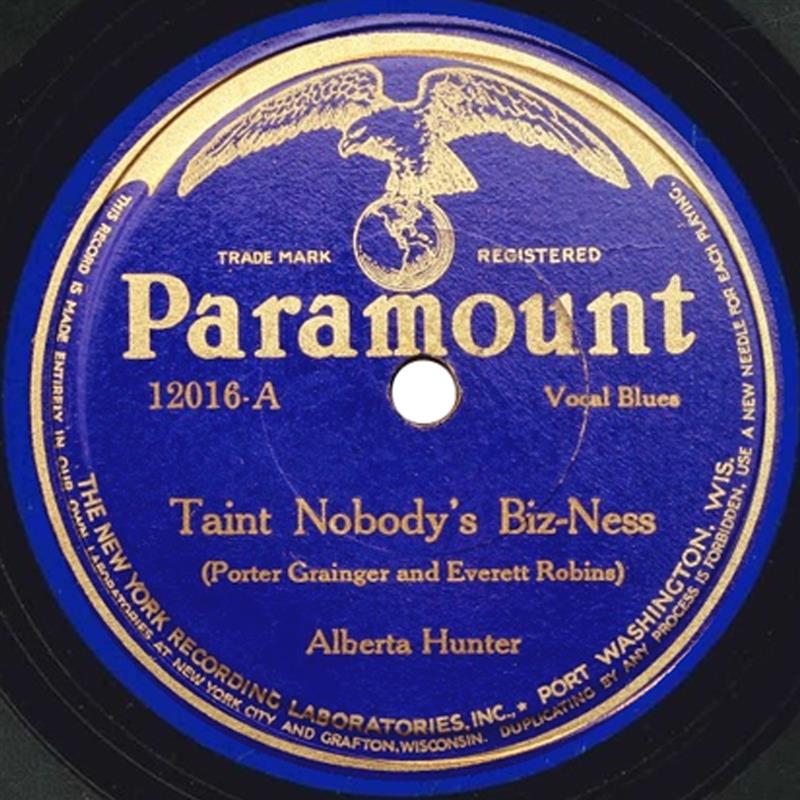 TRADE MARK REGISTERED
Paramount
12016-A Vocal Blues
Taint Nobody's Biz-Ness
(Porter Grainger and Everett Robins)
Alberta Hunter
THE NEW YORK RECORDING LABORATORIES, INC., * PORT WASHINGTON, WIS.
THIS RECORD IS MADE ENTIRELY IN OUR OWN LABORATORIES AT NEW YORK CITY AND GRAFTON, WISCONSIN. DUPLICATING BY ANY PROCESS IS FORBIDDEN. USE A NEW NEEDLE FOR EACH PLAYING.